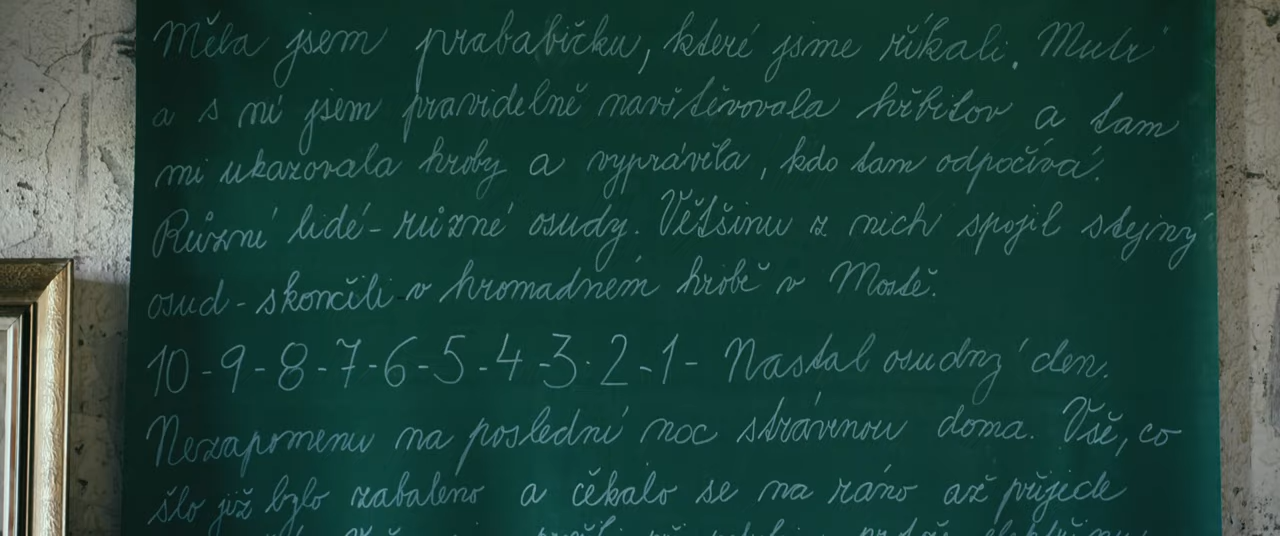 Měla jsem prababičku, které jsme říkali. Mutr
a s ní jsem pravidelně navštěvovala hřbitov a tam
mi ukazovala hroby a vyprávěla, kdo tam odpočívá.
Různí lidé - různé osudy. Většinu z nich spojil stejný
osud - skončili v hromadném hrobě v Mostě.
10 - 9 - 8 - 7 - 6 - 5 - 4 - 3 - 2 - 1 - Nastal osudný den.
Nezapomenu na poslední noc strávenou doma. Vše, co
šlo již bylo zabaleno a čekalo se na ráno až přijede